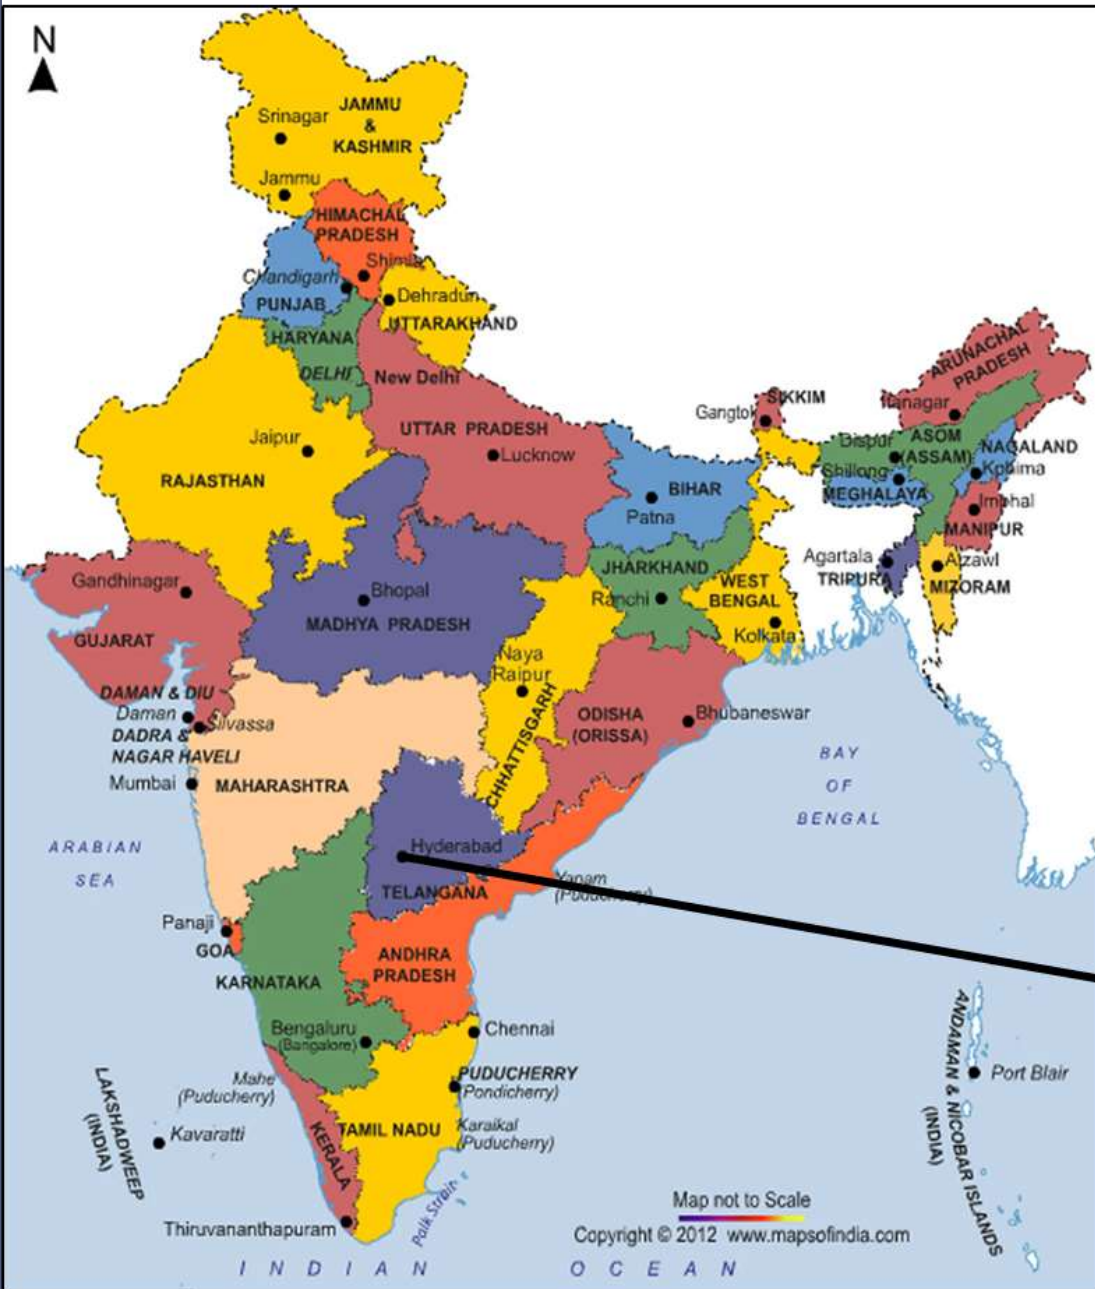 N
JAMMU
&
KASHMIR
Srinagar
Jammu
HIMACHAL
PRADESH
Shimla
Chandigarh
PUNJAB
Dehradun
UTTARAKHAND
HARYANA
DELHI
New Delhi
UTTAR PRADESH
Lucknow
Jaipur
RAJASTHAN
SIKKIM
Gangtok
ARUNACHAL
PRADESH
Itanagar
Dispur
ASOM
(ASSAM)
NAGALAND
Kohima
Shillong
MEGHALAYA
Imphal
MANIPUR
Agartala
TRIPURA
Aizawl
MIZORAM
BIHAR
Patna
JHARKHAND
Ranchi
WEST
BENGAL
Kolkata
Gandhinagar
GUJARAT
Bhopal
MADHYA PRADESH
Naya
Raipur
CHHATTISGARH
ODISHA
(ORISSA)
Bhubaneswar
DAMAN & DIU
Daman
Silvassa
DADRA &
NAGAR HAVELI
Mumbai
MAHARASHTRA
BAY
OF
BENGAL
ARABIAN
SEA
Hyderabad
TELANGANA
Yanam
(Puducherry)
Panaji
GOA
KARNATAKA
ANDHRA
PRADESH
Bengaluru
(Bangalore)
Chennai
PUDUCHERRY
(Pondicherry)
Mahe
(Puducherry)
Karaikal
(Puducherry)
TAMIL NADU
KERALA
LAKSHADWEEP
(INDIA)
Kavaratti
Thiruvananthapuram
Palk Strait
ANDAMAN & NICOBAR ISLANDS
(INDIA)
Port Blair
Map not to Scale
Copyright © 2012 www.mapsofindia.com
INDIAN OCEAN